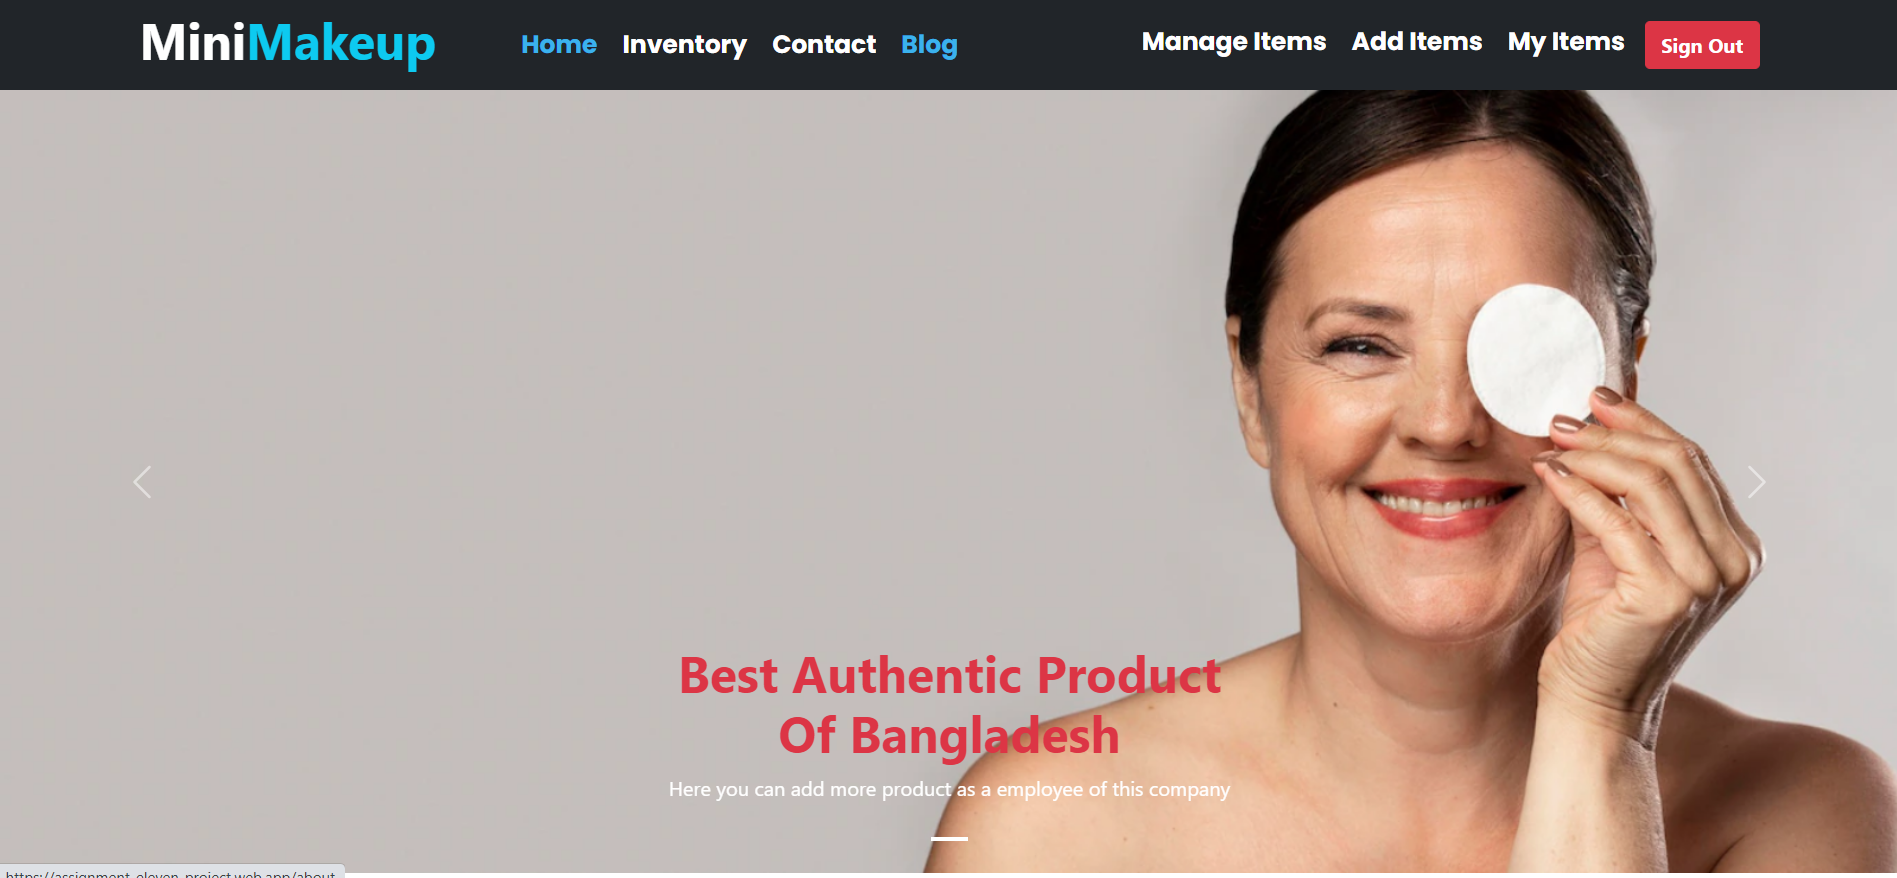 MiniMakeup Home Inventory Contact Blog Manage Items Add Items My Items Sign Out
Best Authentic Product
Of Bangladesh
Here you can add more product as a employee of this company
https://assignment-eleven-project.web.app/about